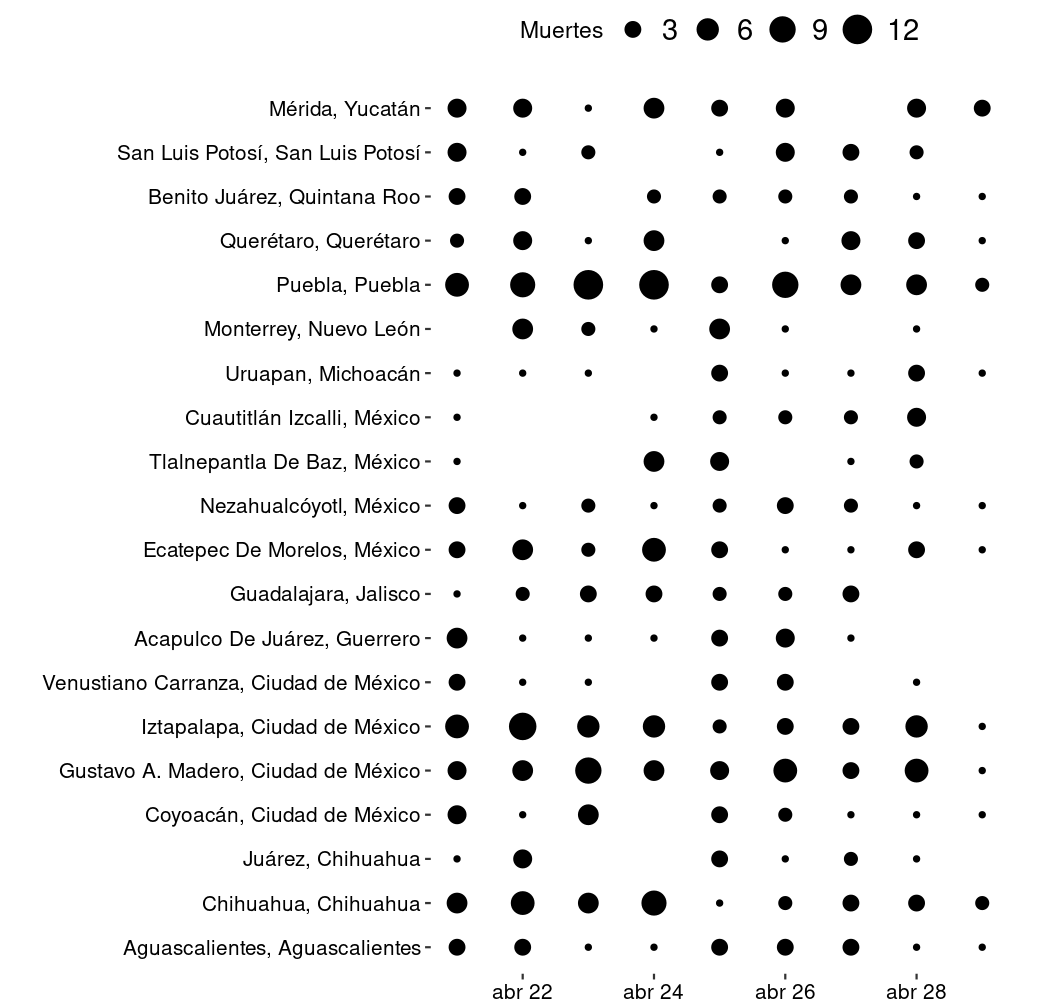 Muertes 3 6 9 12
Mérida, Yucatán
San Luis Potosí, San Luis Potosí
Benito Juárez, Quintana Roo
Querétaro, Querétaro
Puebla, Puebla
Monterrey, Nuevo León
Uruapan, Michoacán
Cuautitlán Izcalli, México
Tlalnepantla De Baz, México
Nezahualcóyotl, México
Ecatepec De Morelos, México
Guadalajara, Jalisco
Acapulco De Juárez, Guerrero
Venustiano Carranza, Ciudad de México
Iztapalapa, Ciudad de México
Gustavo A. Madero, Ciudad de México
Coyoacán, Ciudad de México
Juárez, Chihuahua
Chihuahua, Chihuahua
Aguascalientes, Aguascalientes
abr 22 abr 24 abr 26 abr 28